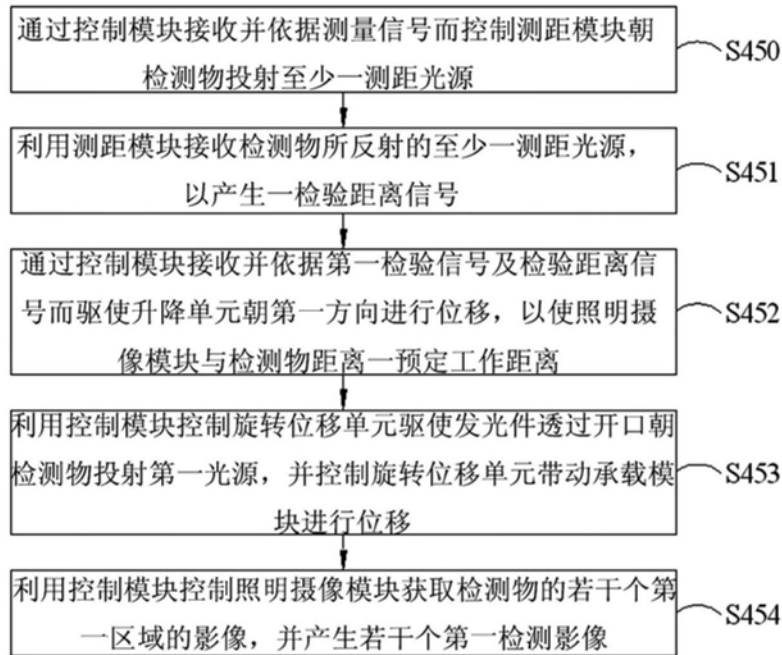 通过控制模块接收并依据测量信号而控制测距模块朝
检测物投射至少一测距光源
S450
利用测距模块接收检测物所反射的至少一测距光源，
以产生一检验距离信号
S451
通过控制模块接收并依据第一检验信号及检验距离信
号而驱使升降单元朝第一方向进行位移，以使照明摄
像模块与检测物距离一预定工作距离
S452
利用控制模块控制旋转位移单元驱使发光件透过开口朝
检测物投射第一光源，并控制旋转位移单元带动承载模
块进行位移
S453
利用控制模块控制照明摄像模块获取检测物的若干个第
一区域的影像，并产生若干个第一检测影像
S454